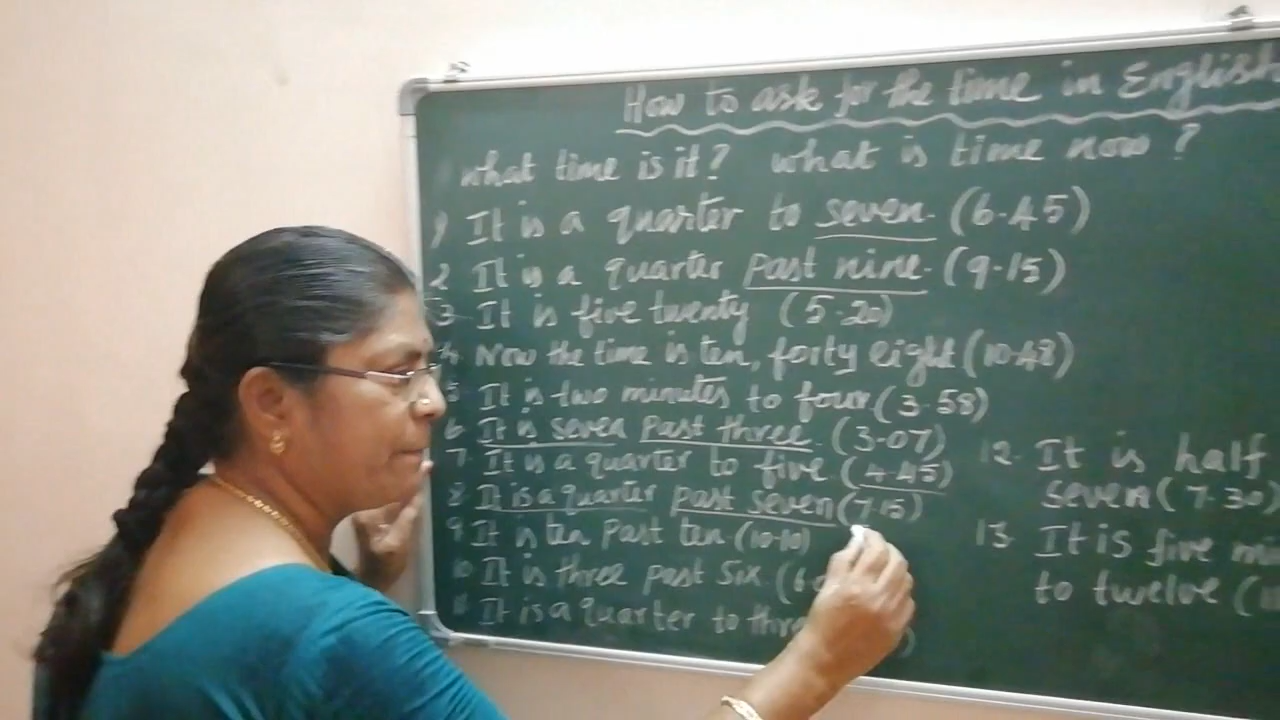 How to ask for the time in English
what time is it? what is time now?
1) It is a quarter to seven. (6.45)
2 It is a quarter past nine. (9.15)
3 It is five twenty (5.20)
4. Now the time is ten, forty eight (10.48)
5 It is two minutes to four. (3.58)
6 It is seven past three. (3.07)
7. It is a quarter to five. (4.45)
8. It is a quarter past seven (7.15)
9 It is ten past ten (10.10)
10 It is three past six. (6.
11 It is a quarter to
12. It is half
seven (7.30)
13. It is five
to twelve (